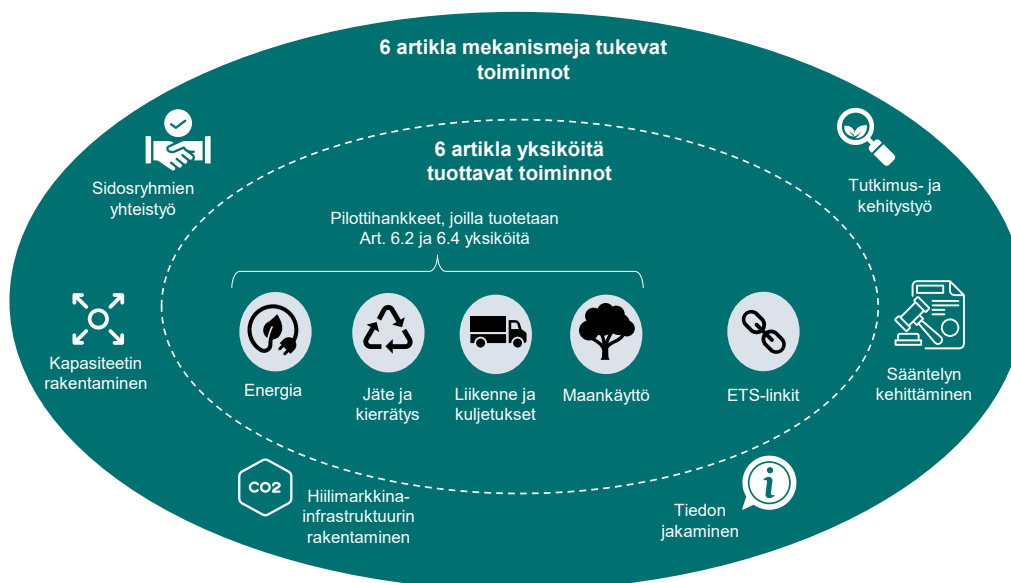 6 artikla mekanismeja tukevat
toiminnot
6 artikla yksiköitä
tuottavat toiminnot
Sidosryhmien
yhteistyö
Tutkimus- ja
kehitystyö
Pilottihankkeet, joilla tuotetaan
Art. 6.2 ja 6.4 yksiköitä
Kapasiteetin
rakentaminen
Energia
Jäte ja
kierrätys
Liikenne ja
kuljetukset
Maankäyttö
ETS-linkit
Sääntelyn
kehittäminen
CO2
Hiilimarkkina-
infrastruktuurin
rakentaminen
i
Tiedon
jakaminen